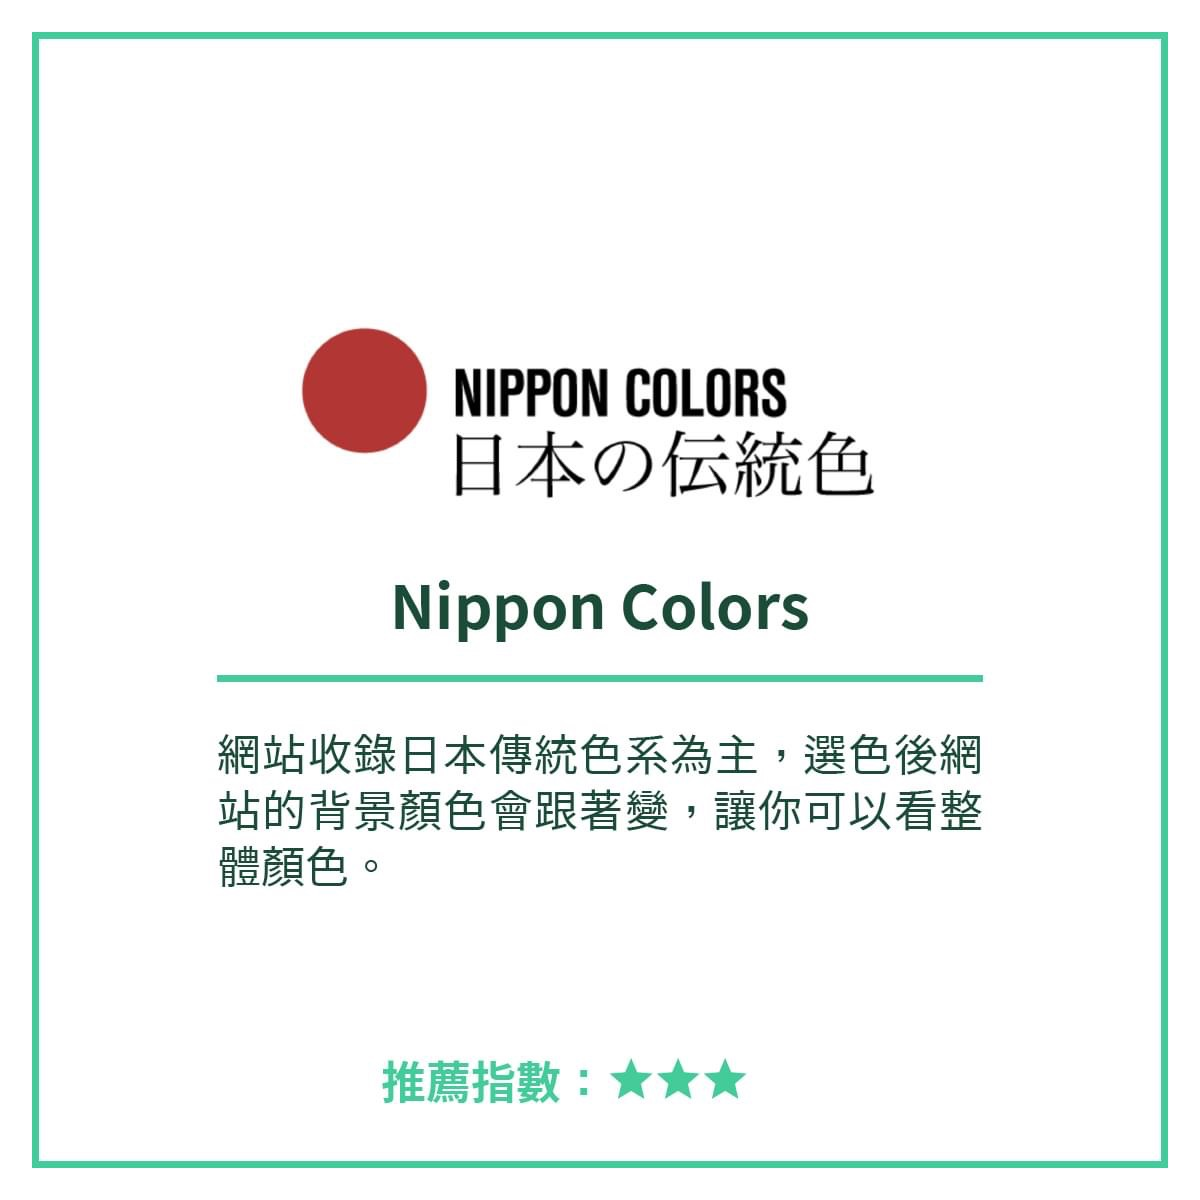 NIPPON COLORS
日本の伝統色
Nippon Colors
網站收錄日本傳統色系為主，選色後網
站的背景顏色會跟著變，讓你可以看整
體顏色。
推薦指數：★★★